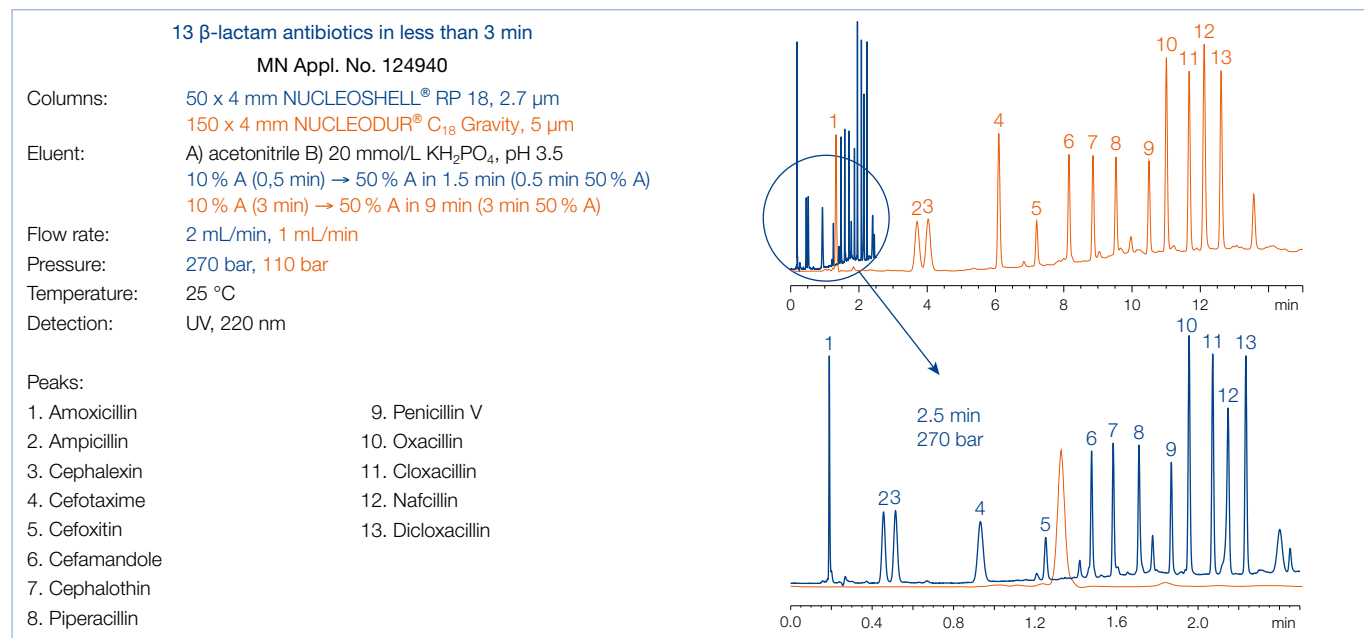 13 β-lactam antibiotics in less than 3 min
MN Appl. No. 124940
Columns: 50 x 4 mm NUCLEOSHELL® RP 18, 2.7 µm
150 x 4 mm NUCLEODUR® C₁₈ Gravity, 5 µm
Eluent: A) acetonitrile B) 20 mmol/L KH₂PO₄, pH 3.5
10 % A (0,5 min) → 50 % A in 1.5 min (0.5 min 50 % A)
10 % A (3 min) → 50 % A in 9 min (3 min 50 % A)
Flow rate: 2 mL/min, 1 mL/min
Pressure: 270 bar, 110 bar
Temperature: 25 °C
Detection: UV, 220 nm
Peaks:
1. Amoxicillin
2. Ampicillin
3. Cephalexin
4. Cefotaxime
5. Cefoxitin
6. Cefamandole
7. Cephalothin
8. Piperacillin
9. Penicillin V
10. Oxacillin
11. Cloxacillin
12. Nafcillin
13. Dicloxacillin
1 23 4 5 6 7 8 9 10 11 12 13
0 2 4 6 8 10 12 min
1 23 4 5 6 7 8 9 10 11 12 13
2.5 min
270 bar
0.0 0.4 0.8 1.2 1.6 2.0 min